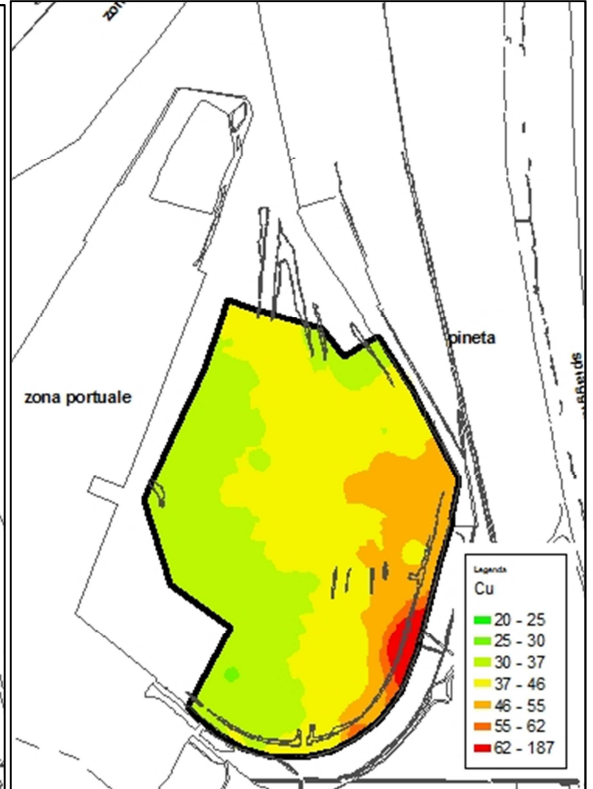 zon
pineta
zona portuale
Legenda
Cu
20 - 25
25 - 30
30 - 37
37 - 46
46 - 55
55 - 62
62 - 187